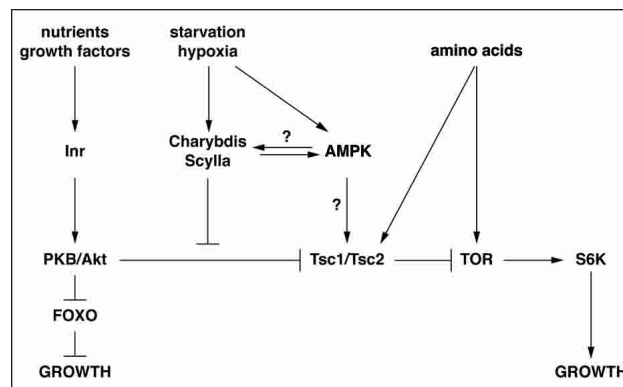 nutrients
growth factors
starvation
hypoxia
amino acids
?
Inr
Charybdis
Scylla
AMPK
?
PKB/Akt
Tsc1/Tsc2
TOR
S6K
FOXO
GROWTH
GROWTH